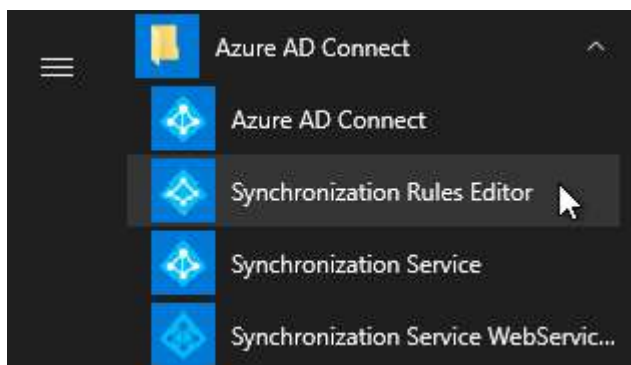 Azure AD Connect
Azure AD Connect
Synchronization Rules Editor
Synchronization Service
Synchronization Service WebServic...